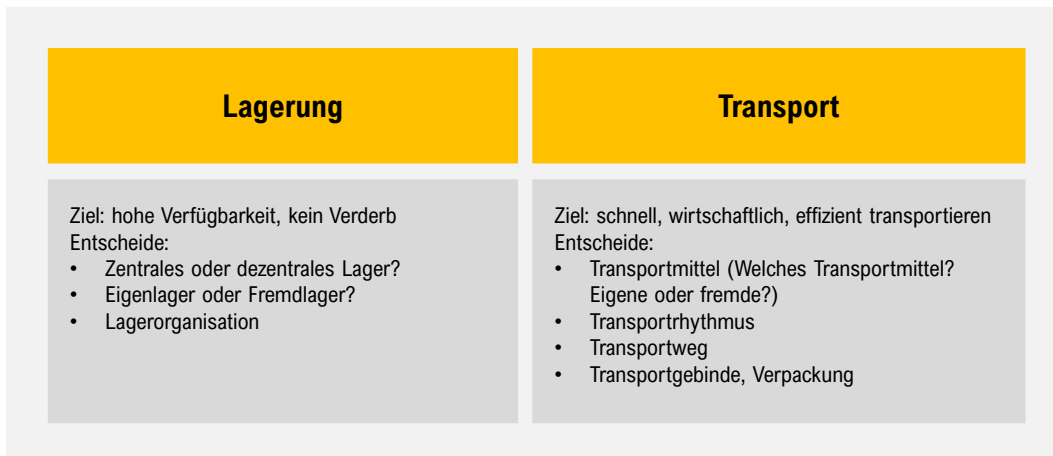 Lagerung
Ziel: hohe Verfügbarkeit, kein Verderb
Entscheide:
• Zentrales oder dezentrales Lager?
• Eigenlager oder Fremdlager?
• Lagerorganisation
Transport
Ziel: schnell, wirtschaftlich, effizient transportieren
Entscheide:
• Transportmittel (Welches Transportmittel?
Eigene oder fremde?)
• Transportrhythmus
• Transportweg
• Transportgebinde, Verpackung